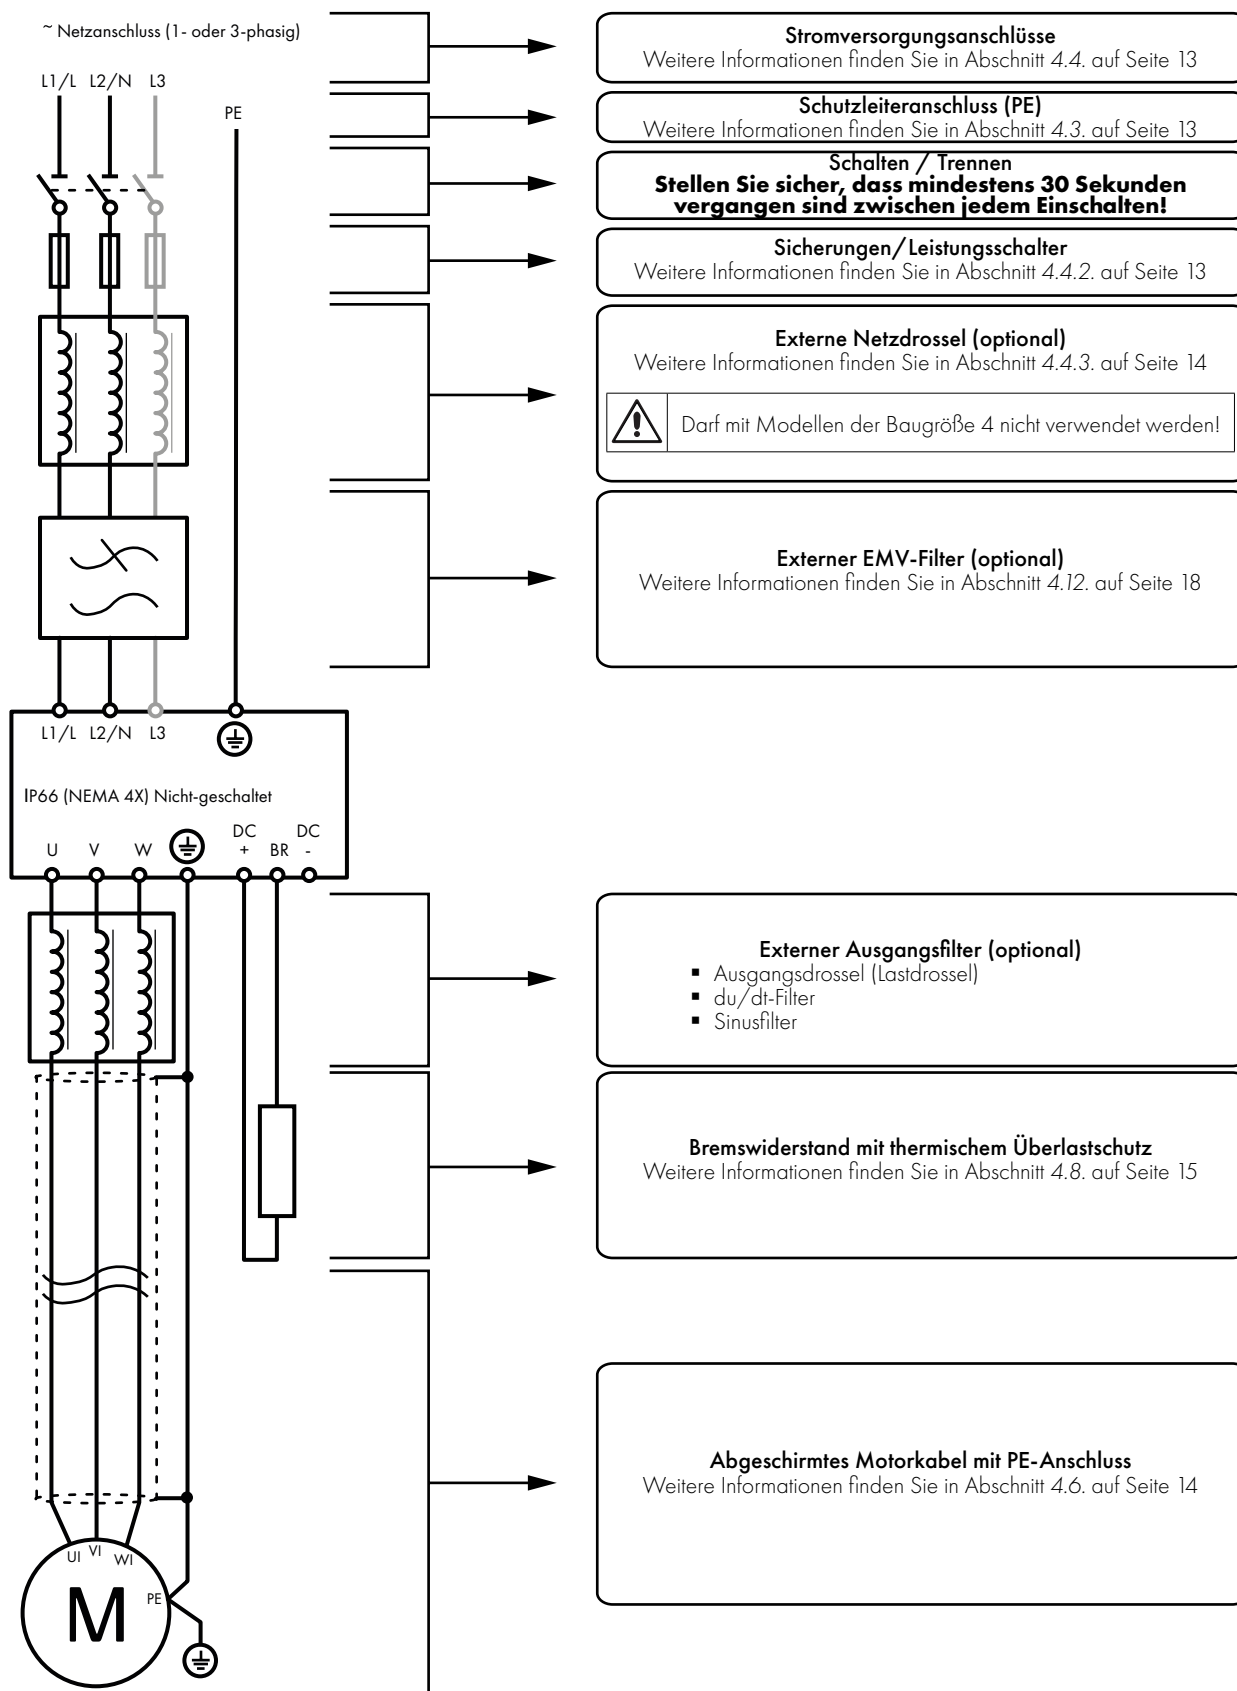 ~ Netzanschluss (1- oder 3-phasig)
L1/L L2/N L3
PE
Stromversorgungsanschlüsse
Weitere Informationen finden Sie in Abschnitt 4.4. auf Seite 13
Schutzleiteranschluss (PE)
Weitere Informationen finden Sie in Abschnitt 4.3. auf Seite 13
Schalten / Trennen
Stellen Sie sicher, dass mindestens 30 Sekunden
vergangen sind zwischen jedem Einschalten!
Sicherungen/Leistungsschalter
Weitere Informationen finden Sie in Abschnitt 4.4.2. auf Seite 13
Externe Netzdrossel (optional)
Weitere Informationen finden Sie in Abschnitt 4.4.3. auf Seite 14
Darf mit Modellen der Baugröße 4 nicht verwendet werden!
Externer EMV-Filter (optional)
Weitere Informationen finden Sie in Abschnitt 4.12. auf Seite 18
L1/L L2/N L3
IP66 (NEMA 4X) Nicht-geschaltet
DC DC
U V W + BR -
Externer Ausgangsfilter (optional)
▪ Ausgangsdrossel (Lastdrossel)
▪ du/dt-Filter
▪ Sinusfilter
Bremswiderstand mit thermischem Überlastschutz
Weitere Informationen finden Sie in Abschnitt 4.8. auf Seite 15
Abgeschirmtes Motorkabel mit PE-Anschluss
Weitere Informationen finden Sie in Abschnitt 4.6. auf Seite 14
U1 V1 W1
PE
M